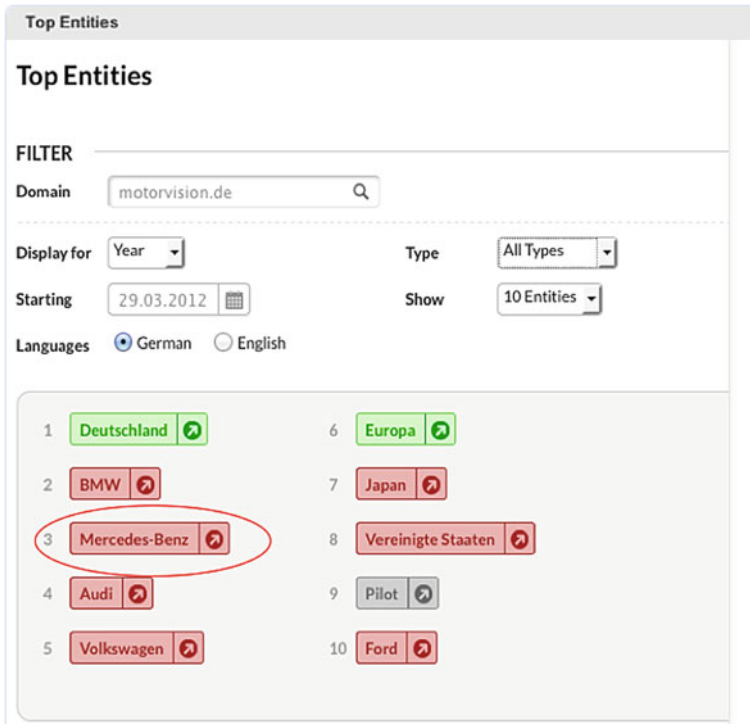 Top Entities
Top Entities
FILTER
Domain motorvision.de
Display for Year Type All Types
Starting 29.03.2012 Show 10 Entities
Languages German English
1 Deutschland 6 Europa
2 BMW 7 Japan
3 Mercedes-Benz 8 Vereinigte Staaten
4 Audi 9 Pilot
5 Volkswagen 10 Ford